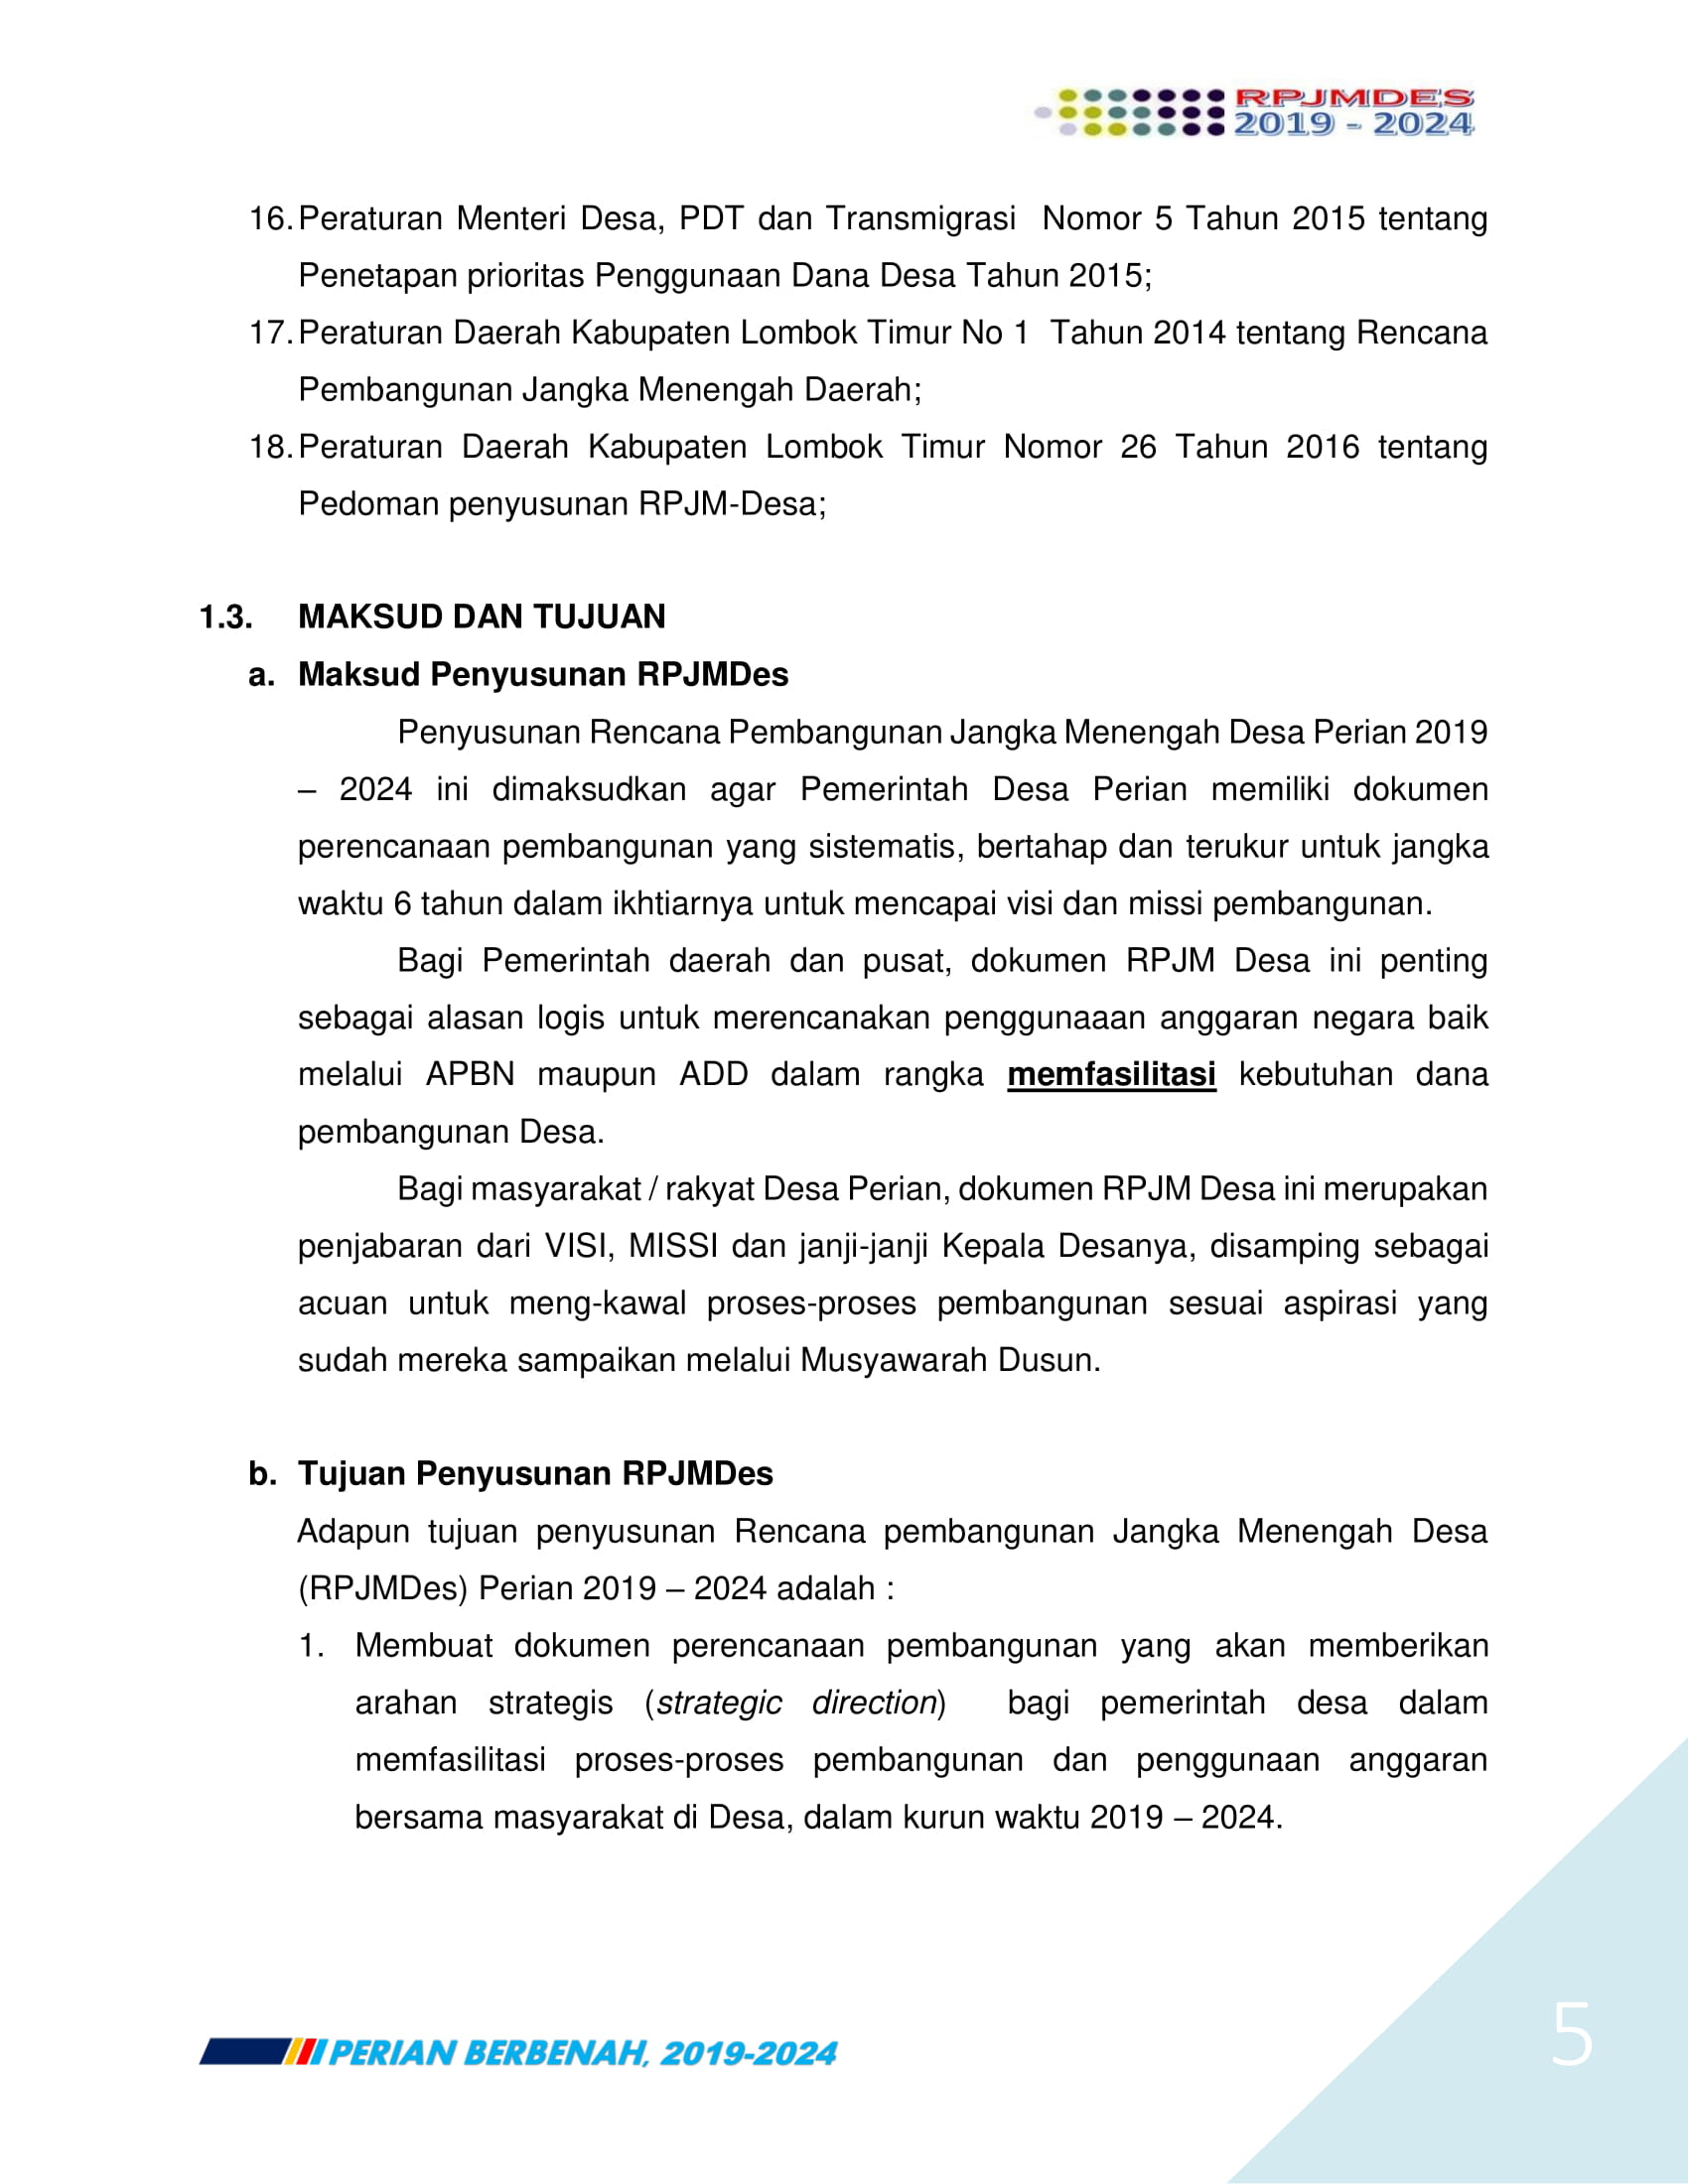 RPJMDES
2019 - 2024
16. Peraturan Menteri Desa, PDT dan Transmigrasi Nomor 5 Tahun 2015 tentang
Penetapan prioritas Penggunaan Dana Desa Tahun 2015;
17. Peraturan Daerah Kabupaten Lombok Timur No 1 Tahun 2014 tentang Rencana
Pembangunan Jangka Menengah Daerah;
18. Peraturan Daerah Kabupaten Lombok Timur Nomor 26 Tahun 2016 tentang
Pedoman penyusunan RPJM-Desa;
1.3. MAKSUD DAN TUJUAN
a. Maksud Penyusunan RPJMDes
Penyusunan Rencana Pembangunan Jangka Menengah Desa Perian 2019
– 2024 ini dimaksudkan agar Pemerintah Desa Perian memiliki dokumen
perencanaan pembangunan yang sistematis, bertahap dan terukur untuk jangka
waktu 6 tahun dalam ikhtiarnya untuk mencapai visi dan missi pembangunan.
Bagi Pemerintah daerah dan pusat, dokumen RPJM Desa ini penting
sebagai alasan logis untuk merencanakan penggunaaan anggaran negara baik
melalui APBN maupun ADD dalam rangka memfasilitasi kebutuhan dana
pembangunan Desa.
Bagi masyarakat / rakyat Desa Perian, dokumen RPJM Desa ini merupakan
penjabaran dari VISI, MISSI dan janji-janji Kepala Desanya, disamping sebagai
acuan untuk meng-kawal proses-proses pembangunan sesuai aspirasi yang
sudah mereka sampaikan melalui Musyawarah Dusun.
b. Tujuan Penyusunan RPJMDes
Adapun tujuan penyusunan Rencana pembangunan Jangka Menengah Desa
(RPJMDes) Perian 2019 – 2024 adalah :
1. Membuat dokumen perencanaan pembangunan yang akan memberikan
arahan strategis (strategic direction) bagi pemerintah desa dalam
memfasilitasi proses-proses pembangunan dan penggunaan anggaran
bersama masyarakat di Desa, dalam kurun waktu 2019 – 2024.
5
PERIAN BERBENAH, 2019-2024